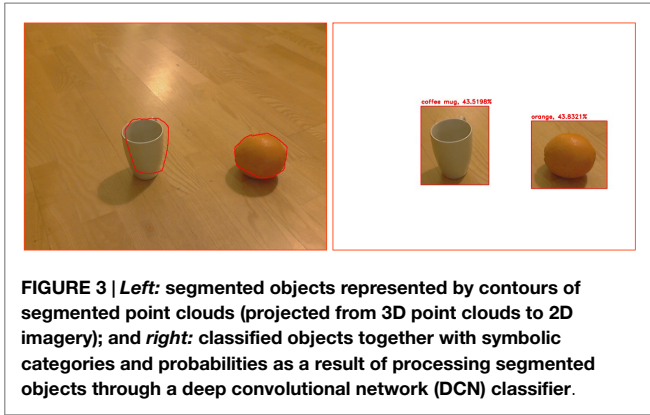 coffee mug, 43.5198%
orange, 43.8321%
FIGURE 3 | Left: segmented objects represented by contours of
segmented point clouds (projected from 3D point clouds to 2D
imagery); and right: classified objects together with symbolic
categories and probabilities as a result of processing segmented
objects through a deep convolutional network (DCN) classifier.